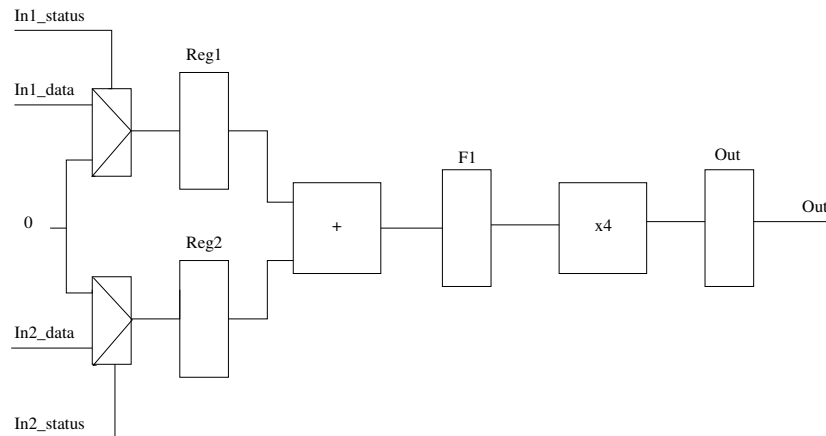 In1_status
Reg1
In1_data
F1
Out
Out
0
+
x4
Reg2
In2_data
In2_status